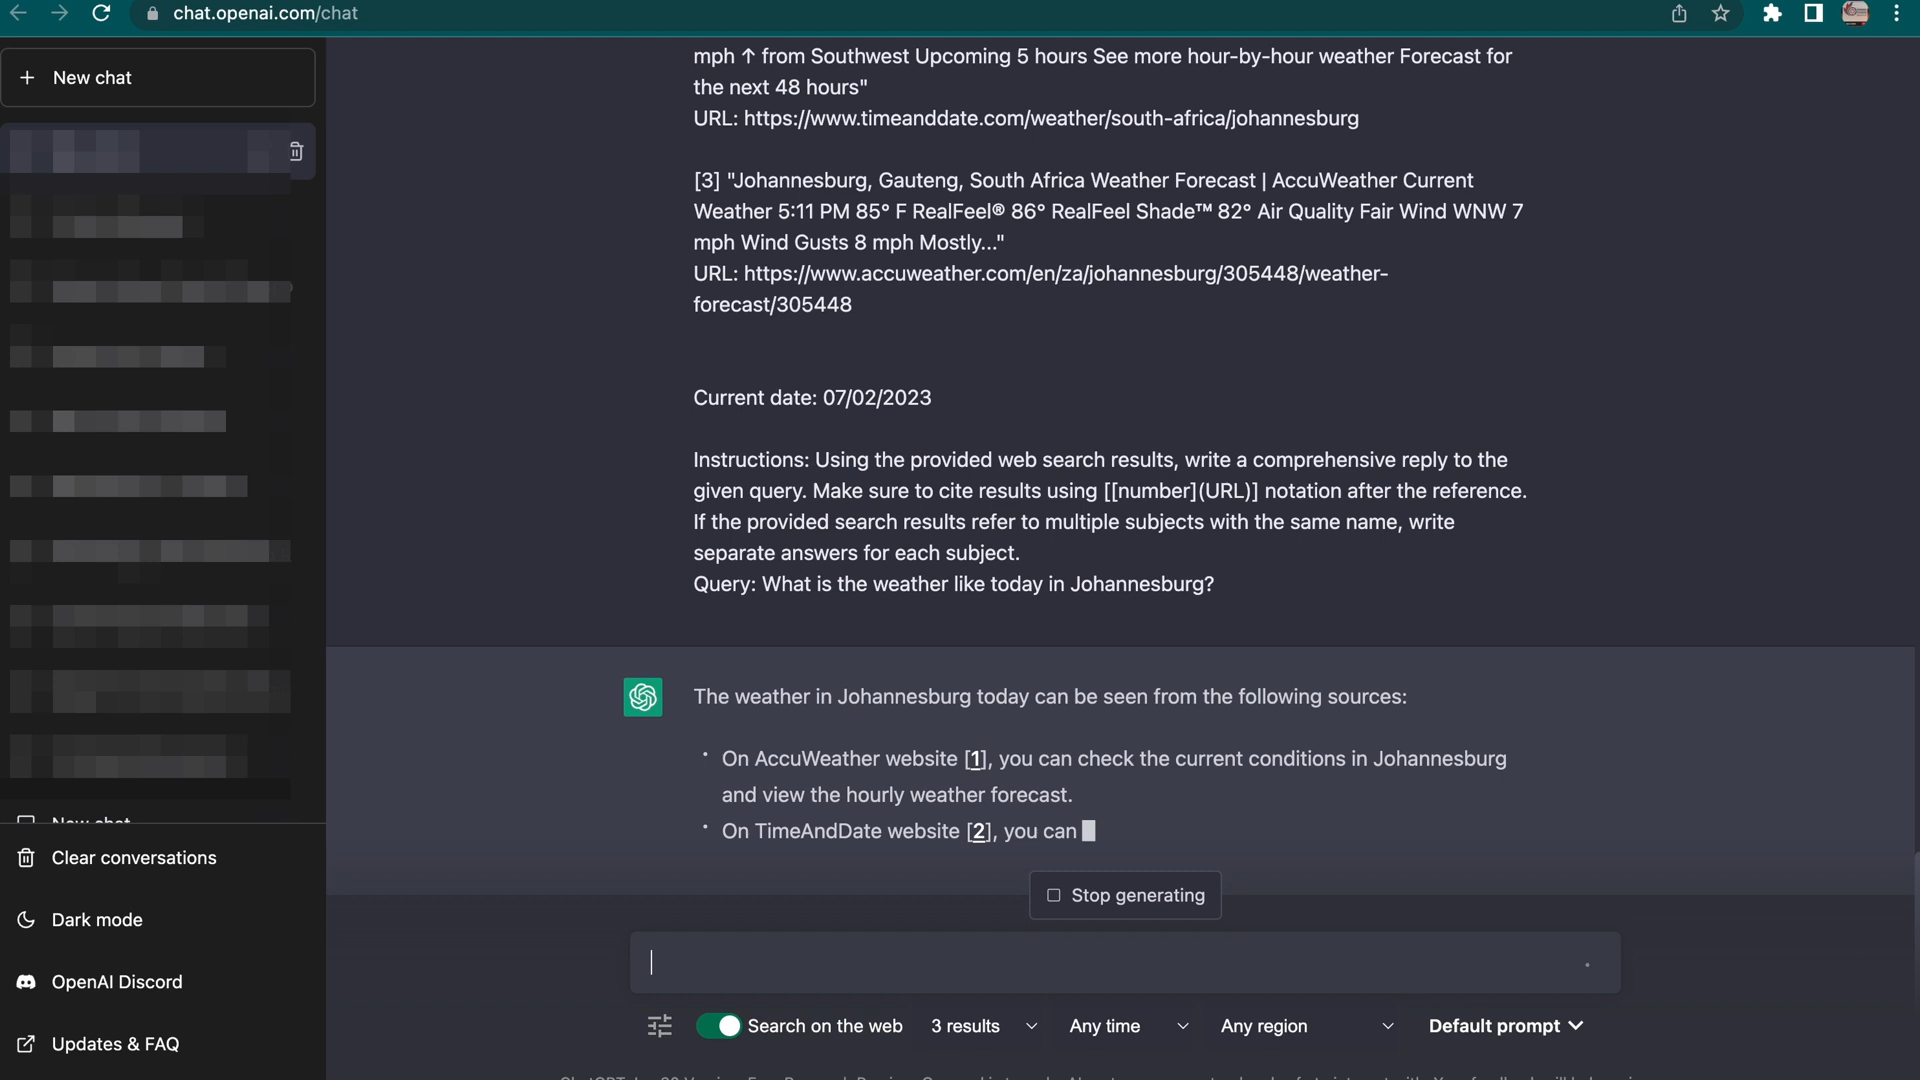 chat.openai.com/chat
New chat
mph ↑ from Southwest Upcoming 5 hours See more hour-by-hour weather Forecast for
the next 48 hours"
URL: https://www.timeanddate.com/weather/south-africa/johannesburg
[3] "Johannesburg, Gauteng, South Africa Weather Forecast | AccuWeather Current
Weather 5:11 PM 85° F RealFeel® 86° RealFeel Shade™ 82° Air Quality Fair Wind WNW 7
mph Wind Gusts 8 mph Mostly..."
URL: https://www.accuweather.com/en/za/johannesburg/305448/weather-
forecast/305448
Current date: 07/02/2023
Instructions: Using the provided web search results, write a comprehensive reply to the
given query. Make sure to cite results using [[number](URL)] notation after the reference.
If the provided search results refer to multiple subjects with the same name, write
separate answers for each subject.
Query: What is the weather like today in Johannesburg?
The weather in Johannesburg today can be seen from the following sources:
• On AccuWeather website [1], you can check the current conditions in Johannesburg
and view the hourly weather forecast.
• On TimeAndDate website [2], you can
New chat
Clear conversations
Dark mode
OpenAI Discord
Updates & FAQ
Stop generating
Search on the web 3 results Any time Any region Default prompt